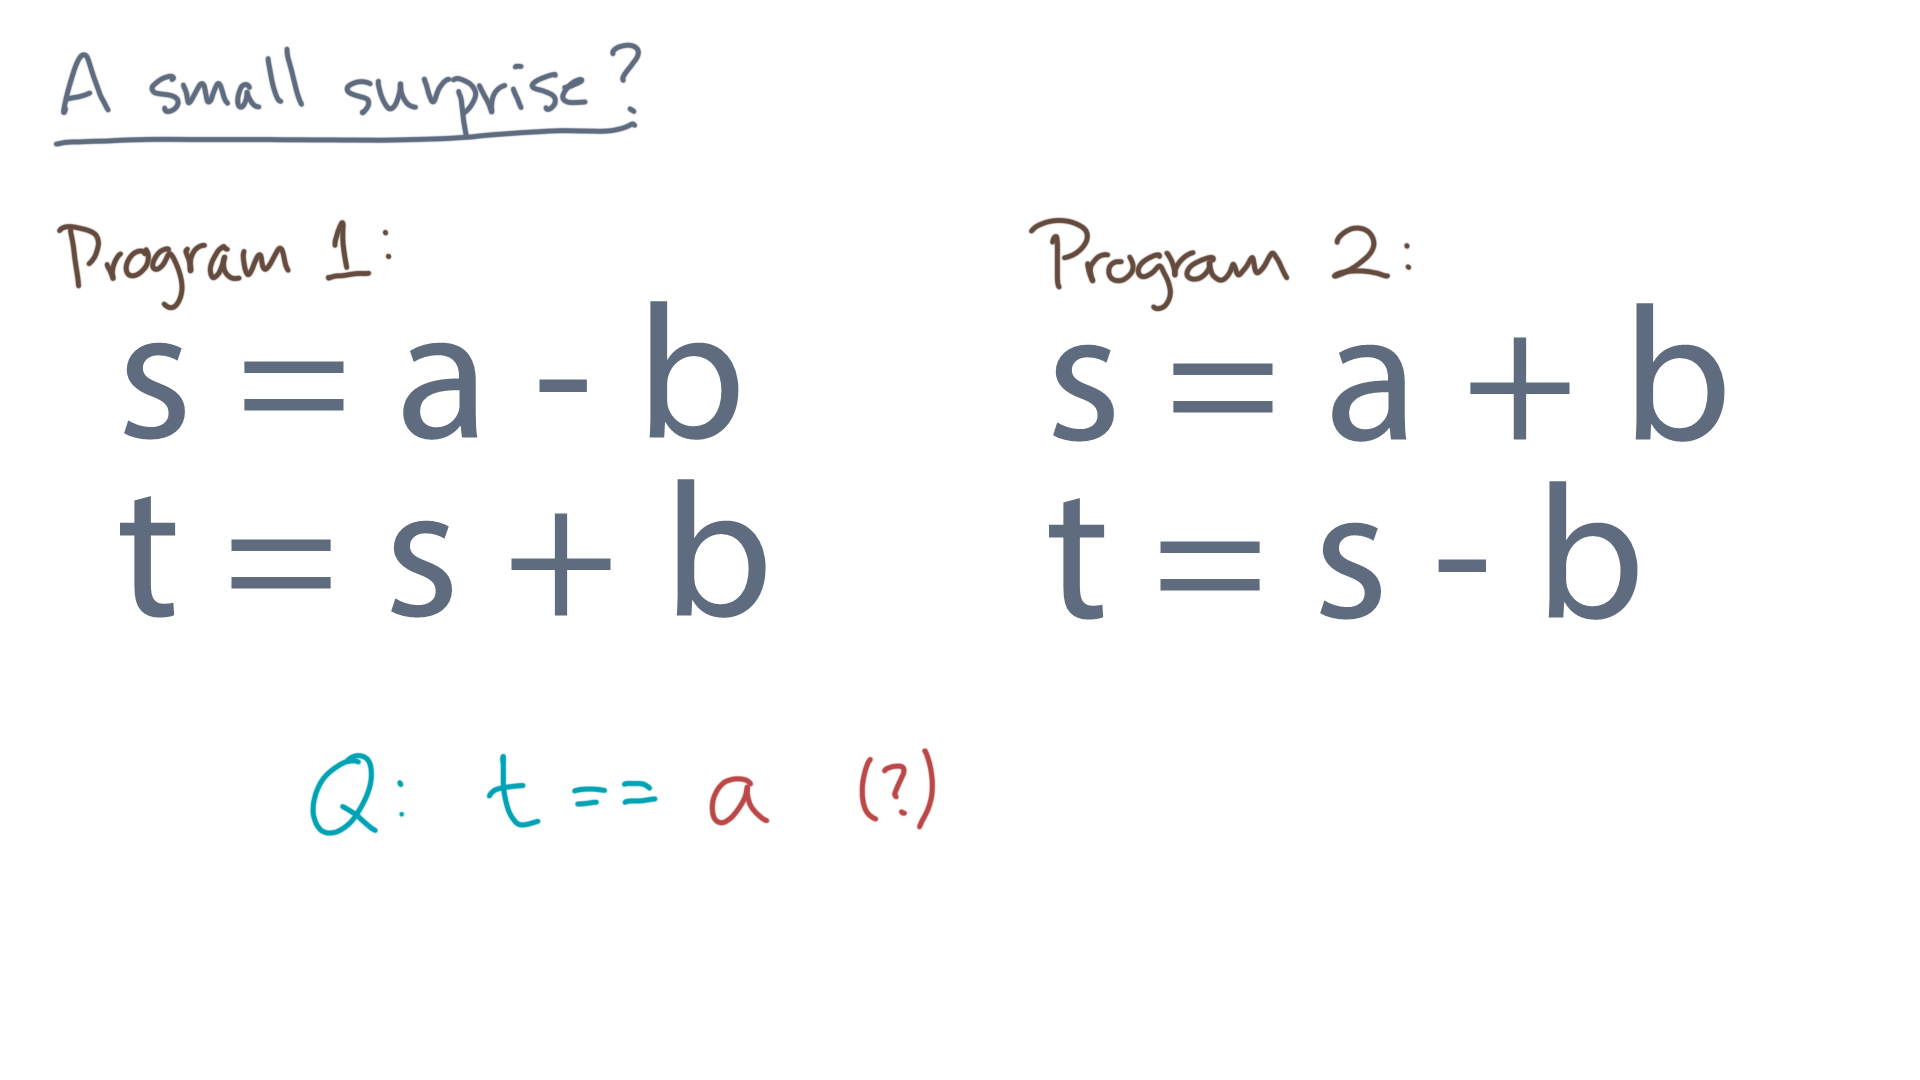 A small surprise?
Program 1:
s = a - b
t = s + b
Program 2:
s = a + b
t = s - b
Q: t == a (?)